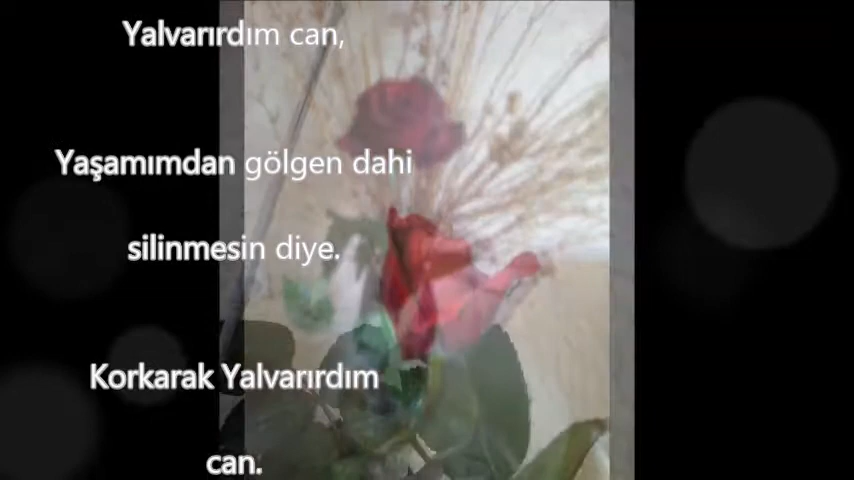 Yalvarırdım can,
Yaşamımdan gölgen dahi
silinmesin diye.
Korkarak Yalvarırdım
can.